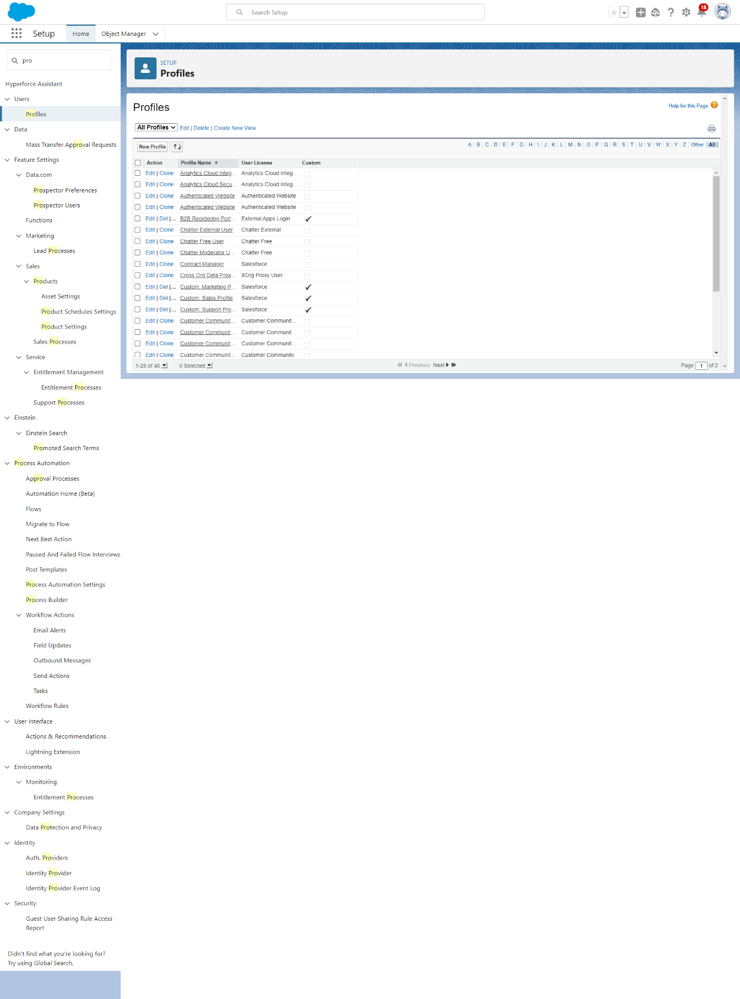 Search Setup
18
Setup
Home
Object Manager
pro
Hyperforce Assistant
Users
Profiles
Data
Mass Transfer Approval Requests
Feature Settings
Data.com
Prospector Preferences
Prospector Users
Functions
Marketing
Lead Processes
Sales
Products
Asset Settings
Product Schedules Settings
Product Settings
Sales Processes
Service
Entitlement Management
Entitlement Processes
Support Processes
Einstein
Einstein Search
Promoted Search Terms
Process Automation
Approval Processes
Automation Home (Beta)
Flows
Migrate to Flow
Next Best Action
Paused And Failed Flow Interviews
Post Templates
Process Automation Settings
Process Builder
Workflow Actions
Email Alerts
Field Updates
Outbound Messages
Send Actions
Tasks
Workflow Rules
User Interface
Actions & Recommendations
Lightning Extension
Environments
Monitoring
Entitlement Processes
Company Settings
Data Protection and Privacy
Identity
Auth. Providers
Identity Provider
Identity Provider Event Log
Security
Guest User Sharing Rule Access
Report
Didn't find what you're looking for?
Try using Global Search.
SETUP
Profiles
Profiles
Help for this Page ?
All Profiles Edit | Delete | Create New View
New Profile
A | B | C | D | E | F | G | H | I | J | K | L | M | N | O | P | Q | R | S | T | U | V | W | X | Y | Z | Other | All |
Action Profile Name User License Custom
Edit | Clone Analytics Cloud Integ... Analytics Cloud Integ...
Edit | Clone Analytics Cloud Secu... Analytics Cloud Integ...
Edit | Clone Authenticated Website Authenticated Website
Edit | Clone Authenticated Website Authenticated Website
Edit | Del |... B2B Reordering Port... External Apps Login
Edit | Clone Chatter External User Chatter External
Edit | Clone Chatter Free User Chatter Free
Edit | Clone Chatter Moderator U... Chatter Free
Edit | Clone Contract Manager Salesforce
Edit | Clone Cross Org Data Prox... XOrg Proxy User
Edit | Del |... Custom: Marketing P... Salesforce
Edit | Del |... Custom: Sales Profile Salesforce
Edit | Del |... Custom: Support Pro... Salesforce
Edit | Clone Customer Communit... Customer Communit...
Edit | Clone Customer Communit... Customer Communit...
Edit | Clone Customer Communit... Customer Communit...
Edit | Clone Customer Communit... Customer Community
1-25 of 40 0 Selected Previous Next Page 1 of 2